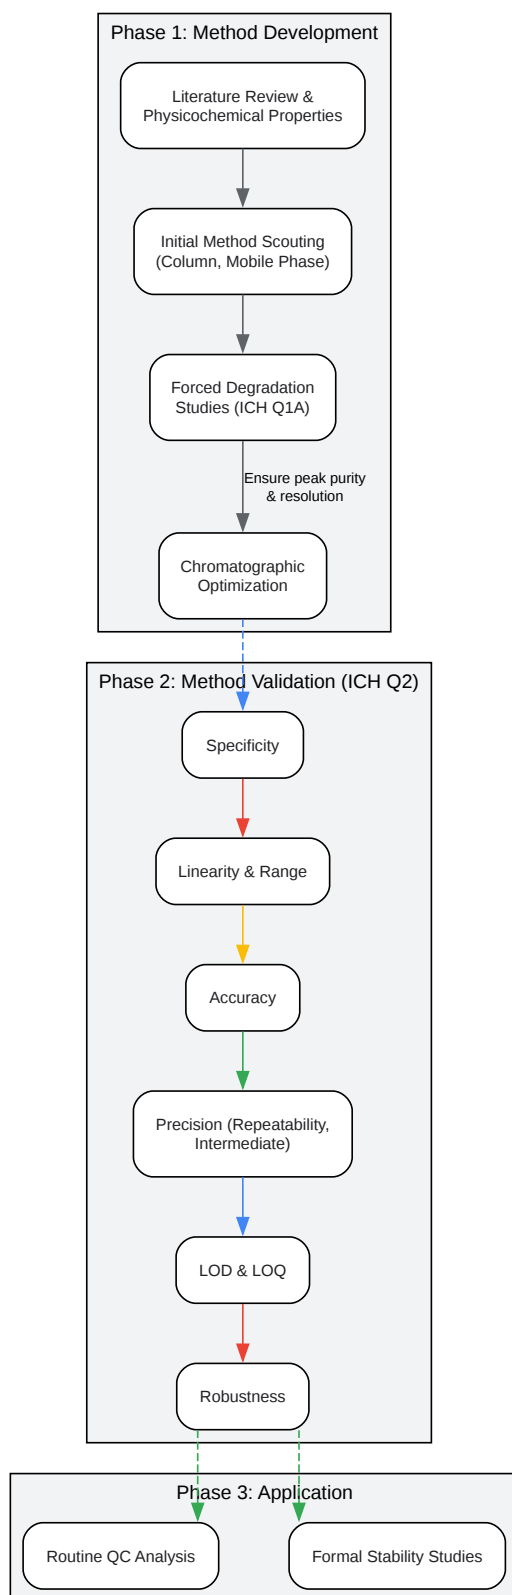 Phase 1: Method Development
Literature Review &
Physicochemical Properties
Initial Method Scouting
(Column, Mobile Phase)
Forced Degradation
Studies (ICH Q1A)
Ensure peak purity
& resolution
Chromatographic
Optimization
Phase 2: Method Validation (ICH Q2)
Specificity
Linearity & Range
Accuracy
Precision (Repeatability,
Intermediate)
LOD & LOQ
Robustness
Phase 3: Application
Routine QC Analysis
Formal Stability Studies